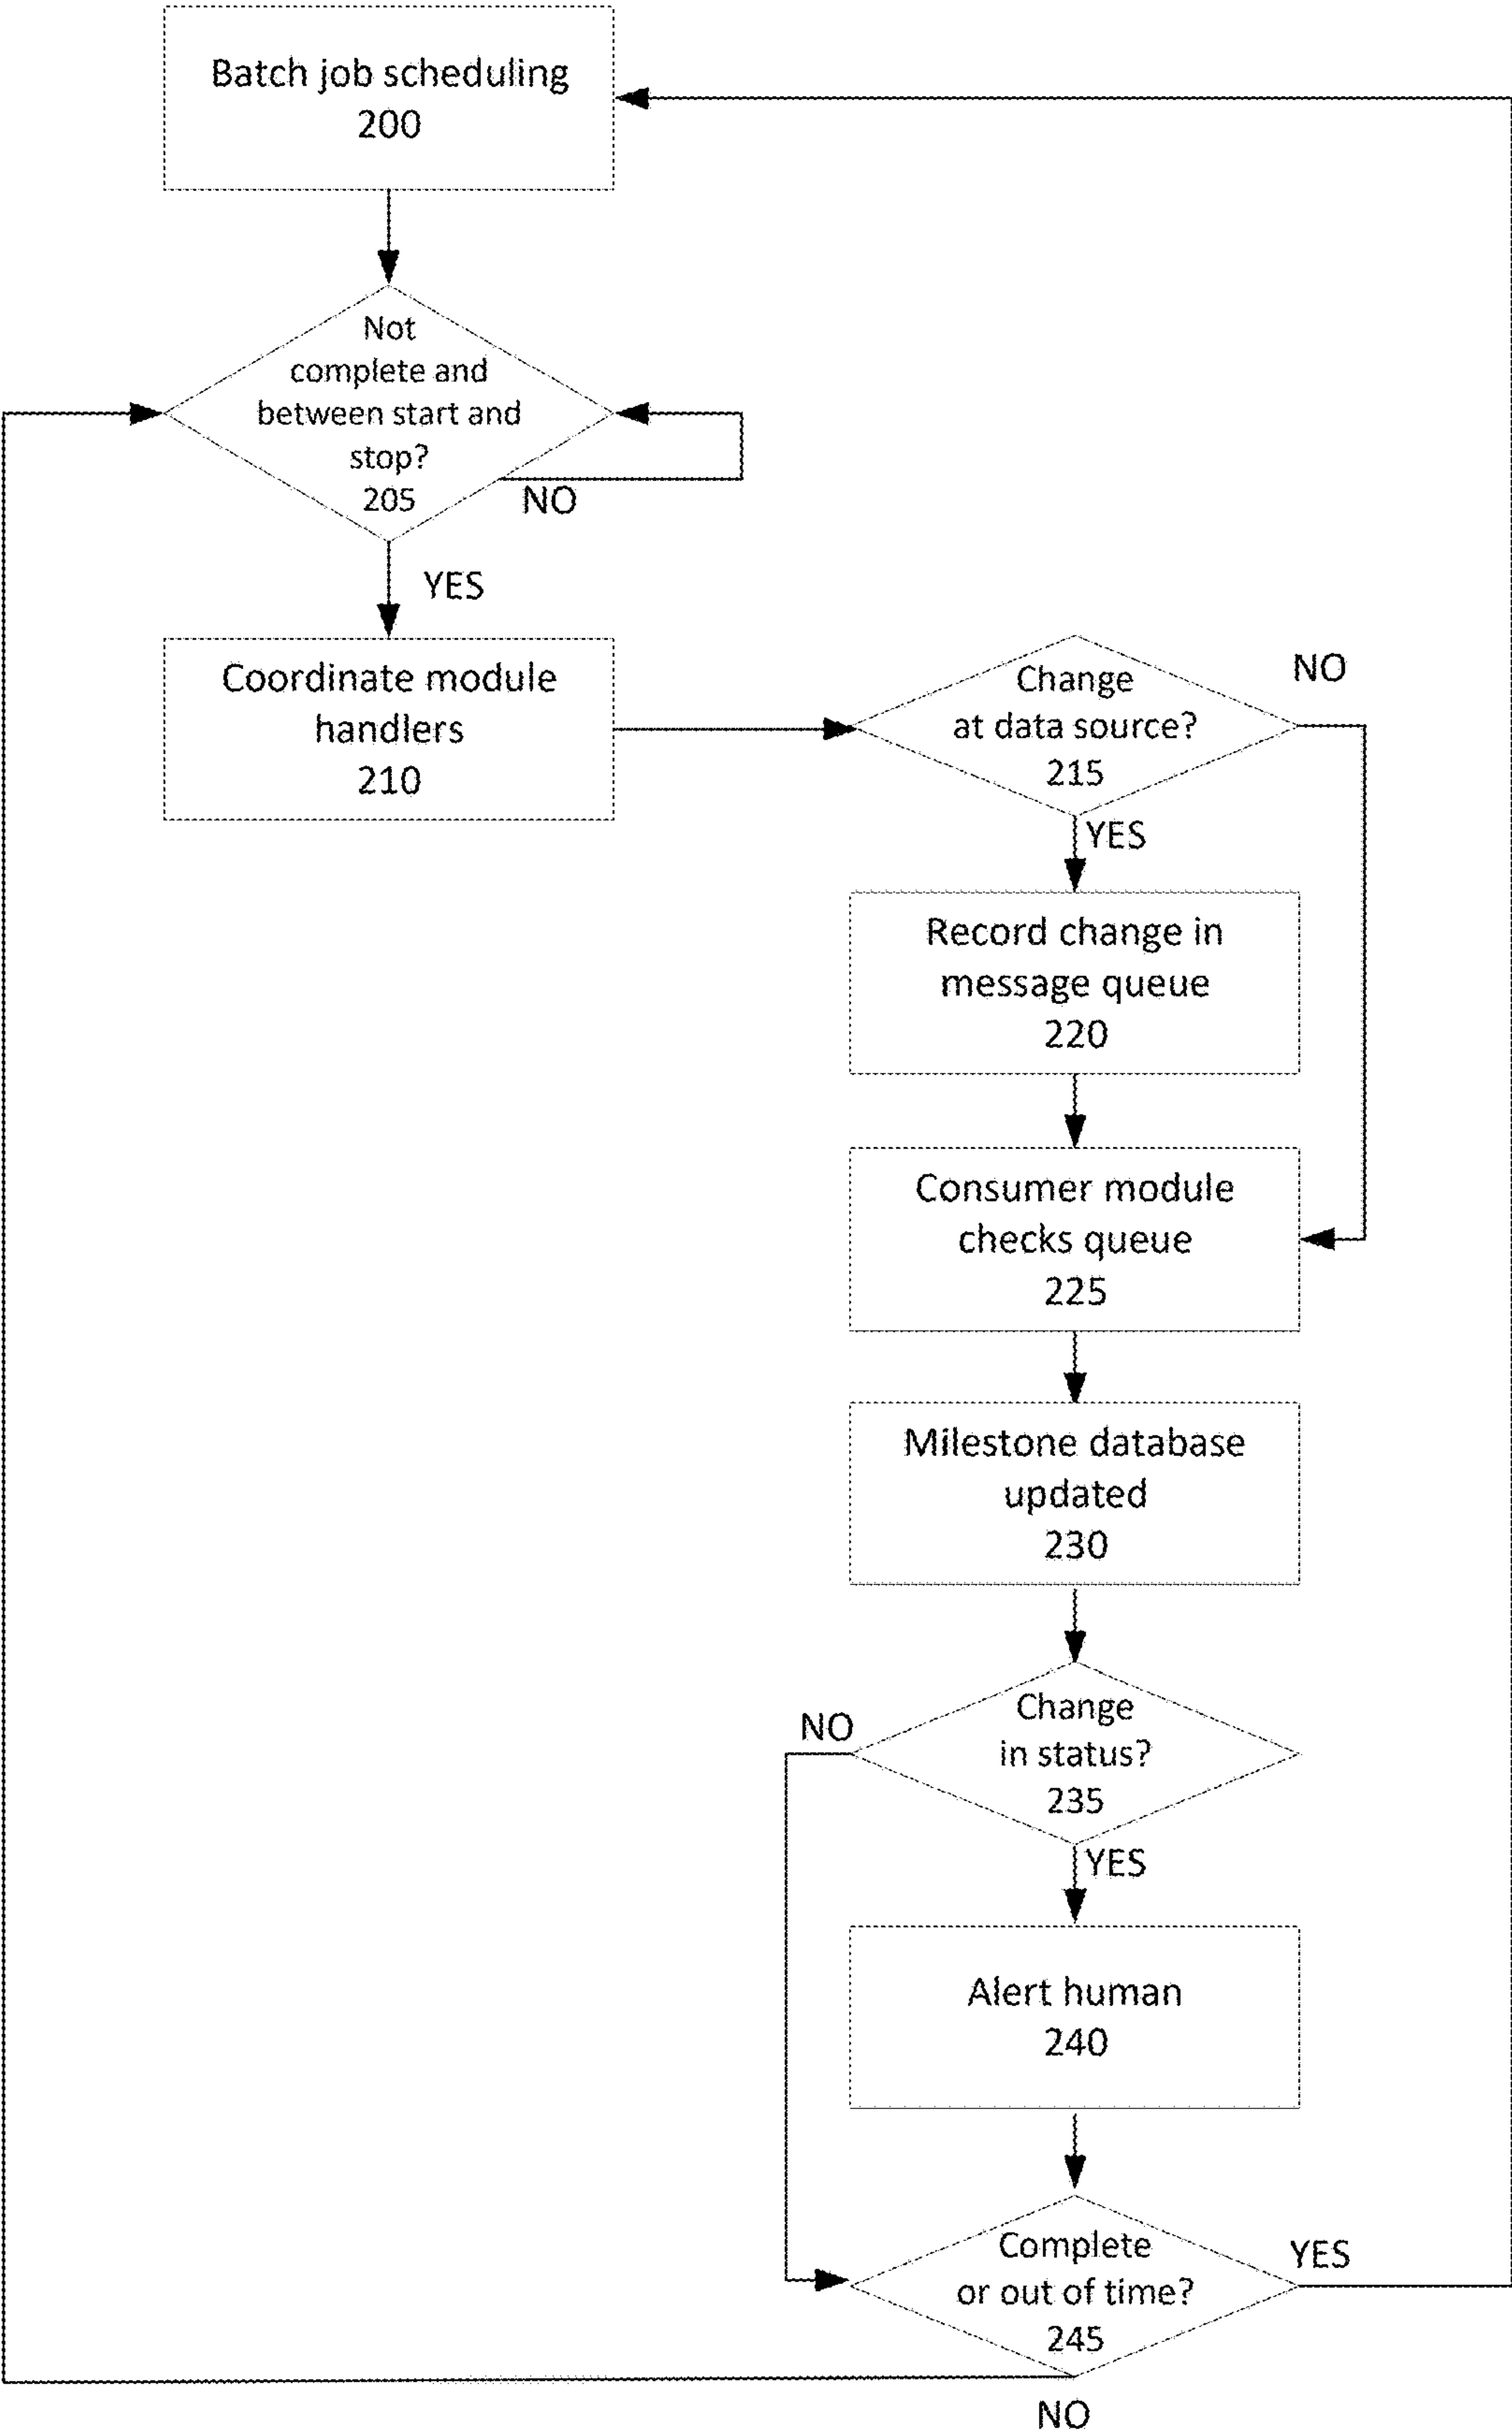 Batch job scheduling
200
Not
complete and
between start and
stop?
205
NO
YES
Coordinate module
handlers
210
Change
at data source?
215
NO
YES
Record change in
message queue
220
Consumer module
checks queue
225
Milestone database
updated
230
Change
in status?
235
NO
YES
Alert human
240
Complete
or out of time?
245
YES
NO